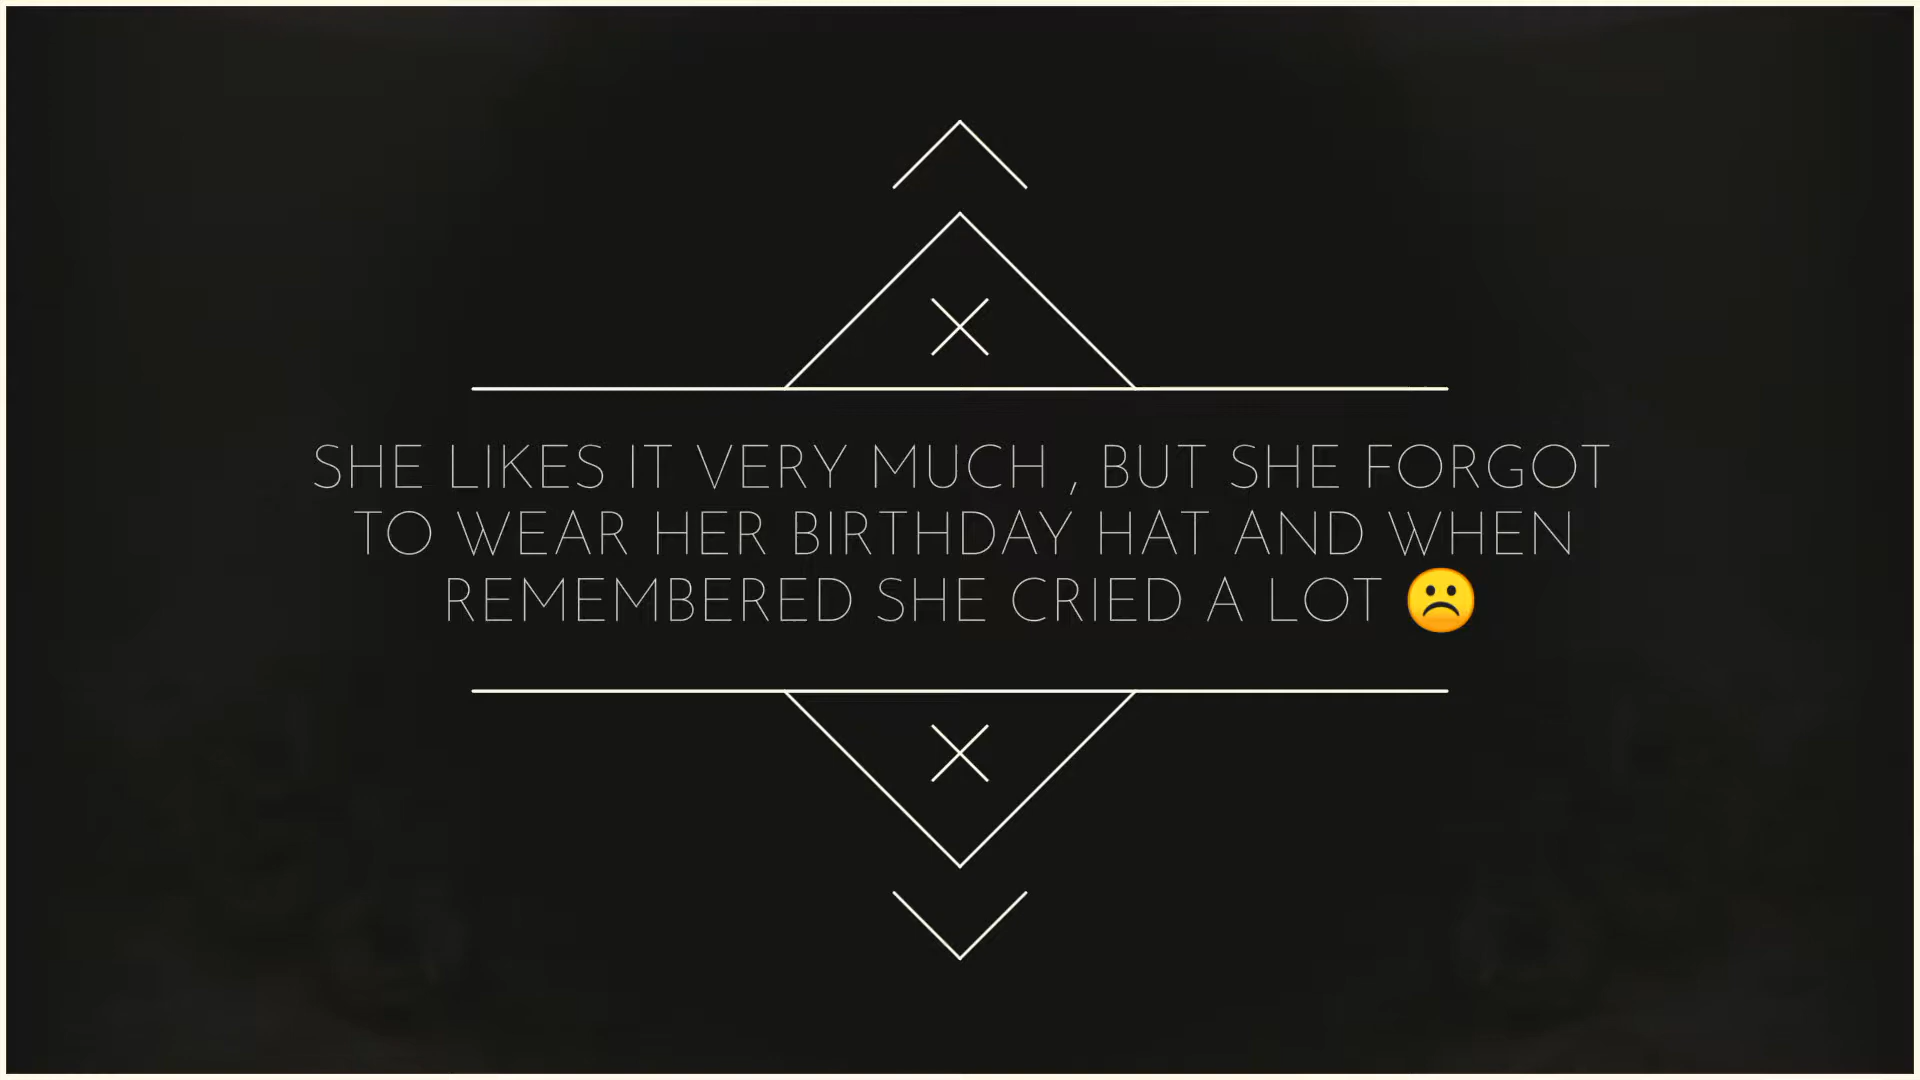 SHE LIKES IT VERY MUCH , BUT SHE FORGOT
TO WEAR HER BIRTHDAY HAT AND WHEN
REMEMBERED SHE CRIED A LOT ☹️